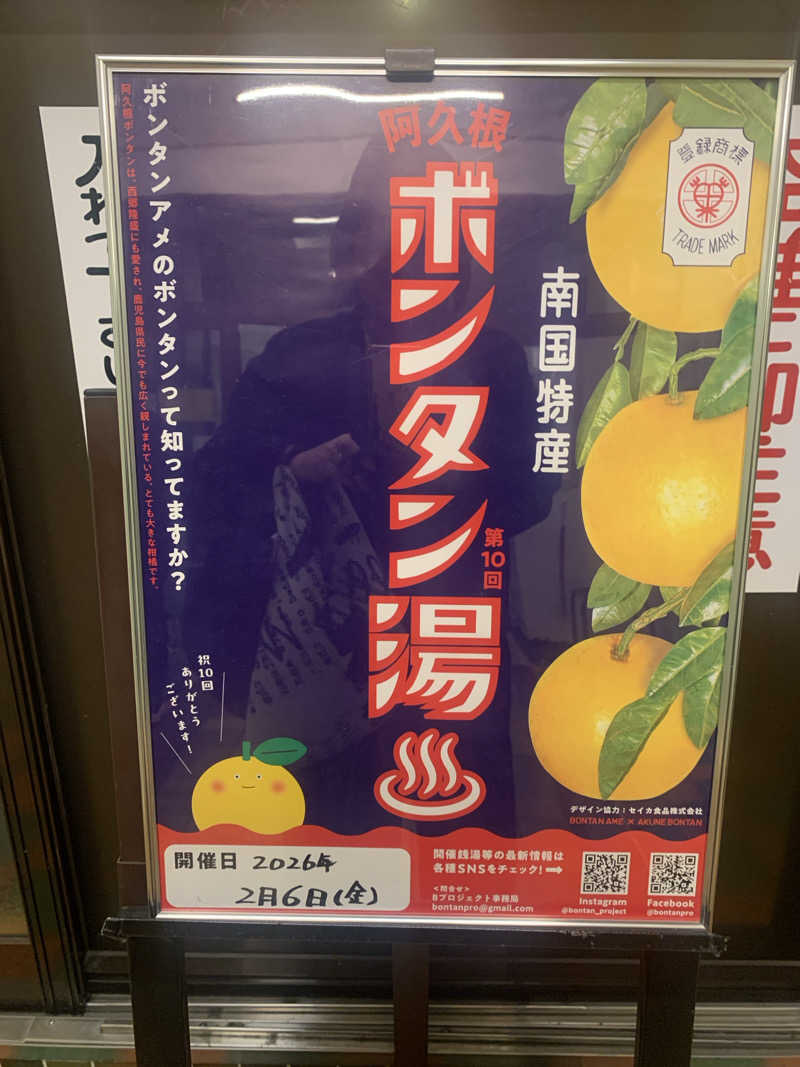 阿久根
ボンタン湯
第10回
南国特産
登録商標
TRADE MARK
ボンタンアメのボンタンって知ってますか？
阿久根ボンタンは、西郷隆盛にも愛され、鹿児島県民に今でも広く親しまれている、とても大きな柑橘です。
祝10回
ありがとう
ございます！
デザイン協力：セイカ食品株式会社
BONTAN AME × AKUNE BONTAN
開催日 2026年
2月6日(金)
開催銭湯等の最新情報は
各種SNSをチェック！➡
<問合せ>
Bプロジェクト事務局
bontanpro@gmail.com
Instagram
@bontan_project
Facebook
@bontanpro